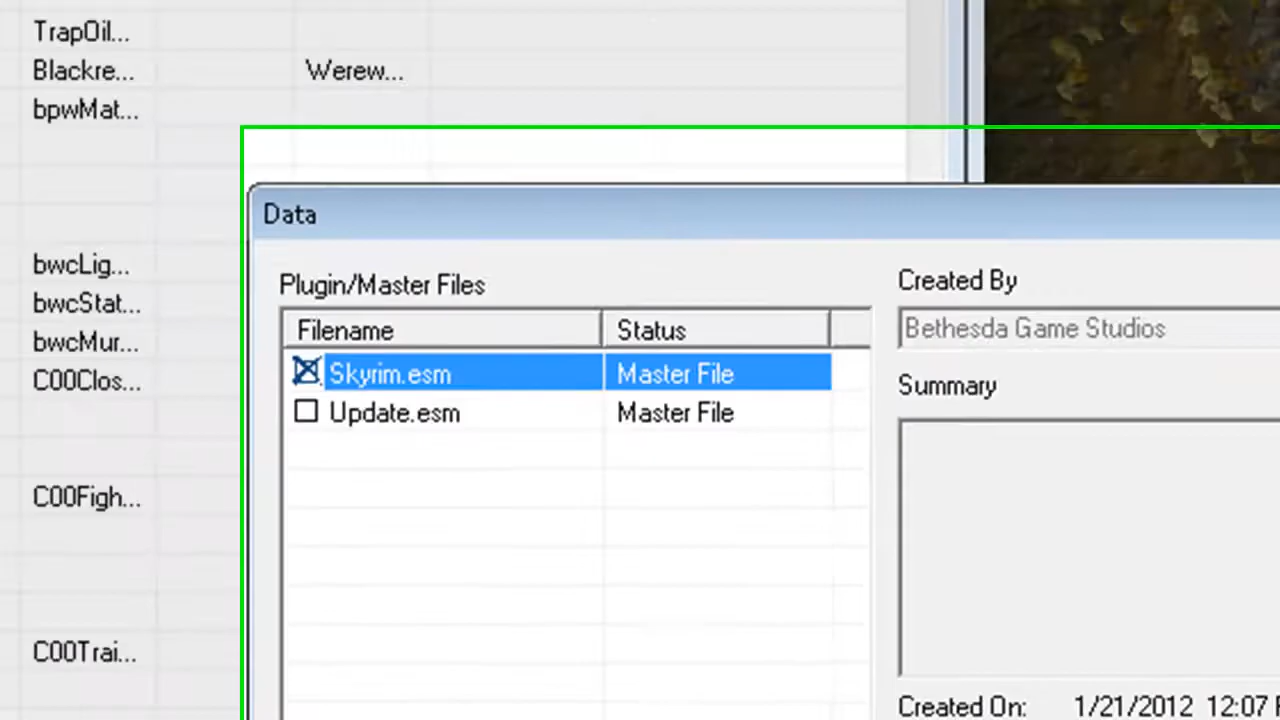 TrapOil...
Blackre... Werew...
bpwMat...
bwcLig...
bwcStat...
bwcMur...
C00Clos...
C00Figh...
C00Trai...
Data
Plugin/Master Files
Filename Status
Skyrim.esm Master File
Update.esm Master File
Created By
Bethesda Game Studios
Summary
Created On: 1/21/2012 12:07